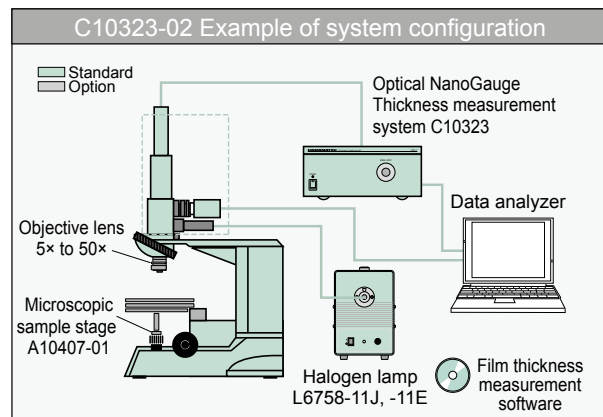 C10323-02 Example of system configuration
Standard
Option
Optical NanoGauge
Thickness measurement
system C10323
Data analyzer
Objective lens
5× to 50×
Microscopic
sample stage
A10407-01
Halogen lamp
L6758-11J, -11E
Film thickness
measurement
software